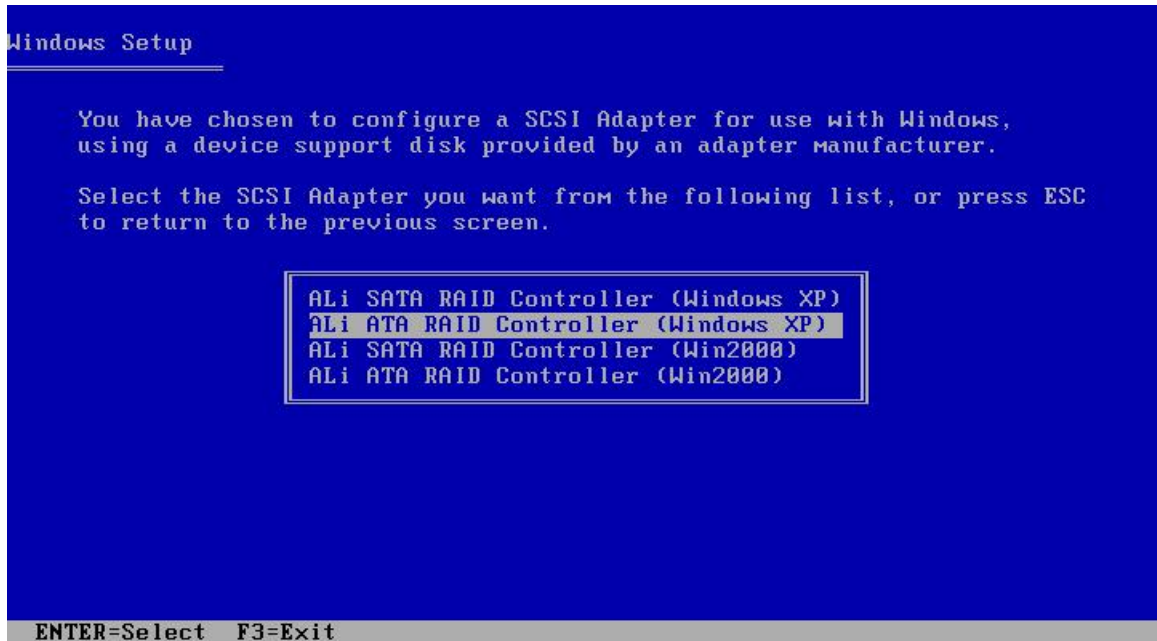 Windows Setup
You have chosen to configure a SCSI Adapter for use with Windows,
using a device support disk provided by an adapter manufacturer.
Select the SCSI Adapter you want from the following list, or press ESC
to return to the previous screen.
ALi SATA RAID Controller (Windows XP)
ALi ATA RAID Controller (Windows XP)
ALi SATA RAID Controller (Win2000)
ALi ATA RAID Controller (Win2000)
ENTER=Select F3=Exit